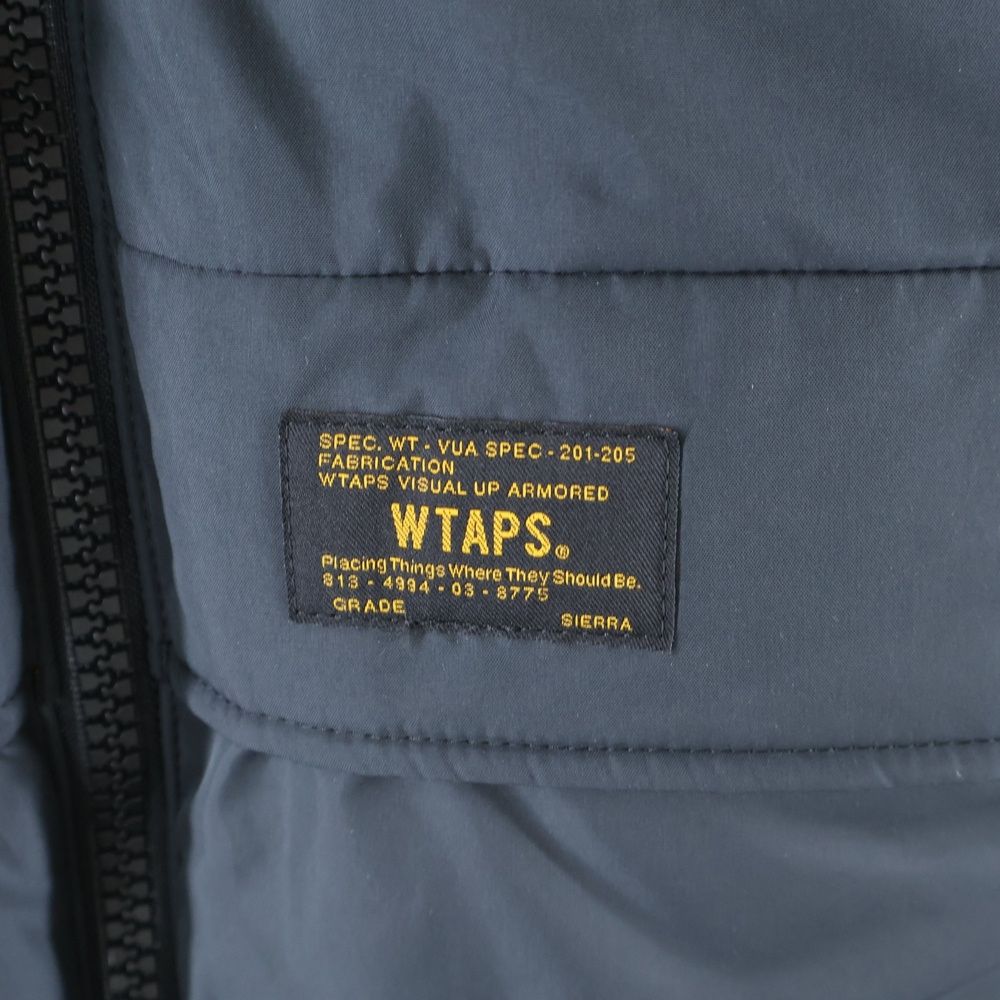 SPEC. WT - VUA SPEC - 201-205
FABRICATION
WTAPS VISUAL UP ARMORED
WTAPS®
Placing Things Where They Should Be.
813 - 4994 - 03 - 8775
GRADE SIERRA